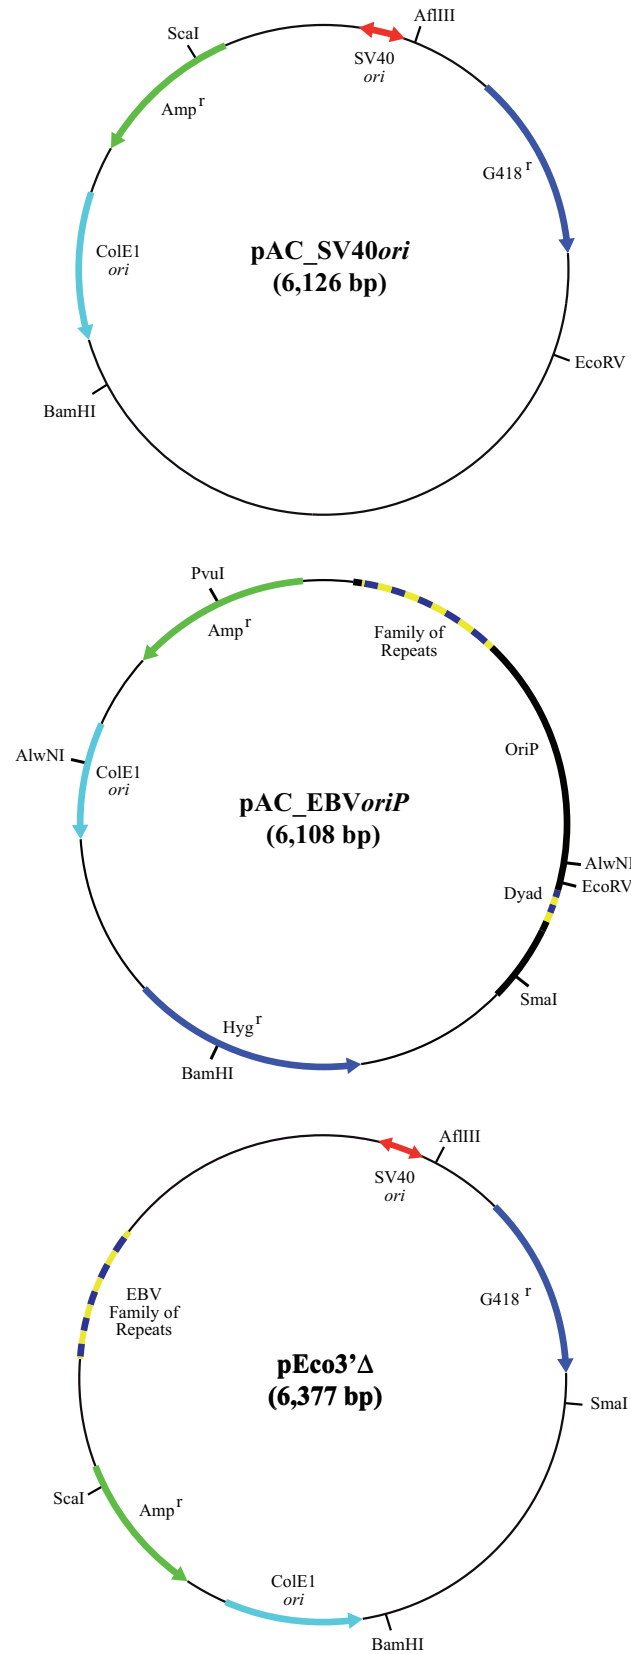 AflIII
ScaI
SV40
ori
Amp r
G418 r
ColE1
ori
pAC_SV40ori
(6,126 bp)
EcoRV
BamHI
PvuI
Amp r
Family of
Repeats
OriP
AlwNI
ColE1
ori
pAC_EBVoriP
(6,108 bp)
AlwNI
EcoRV
Dyad
SmaI
Hyg r
BamHI
AflIII
SV40
ori
EBV
Family of
Repeats
G418 r
pEco3’Δ
(6,377 bp)
SmaI
ScaI
Amp r
ColE1
ori
BamHI